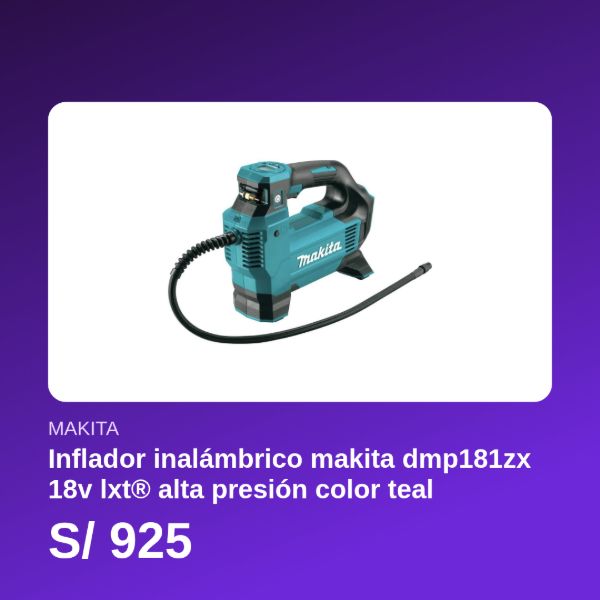 Makita
MAKITA
Inflador inalámbrico makita dmp181zx
18v lxt® alta presión color teal
S/ 925